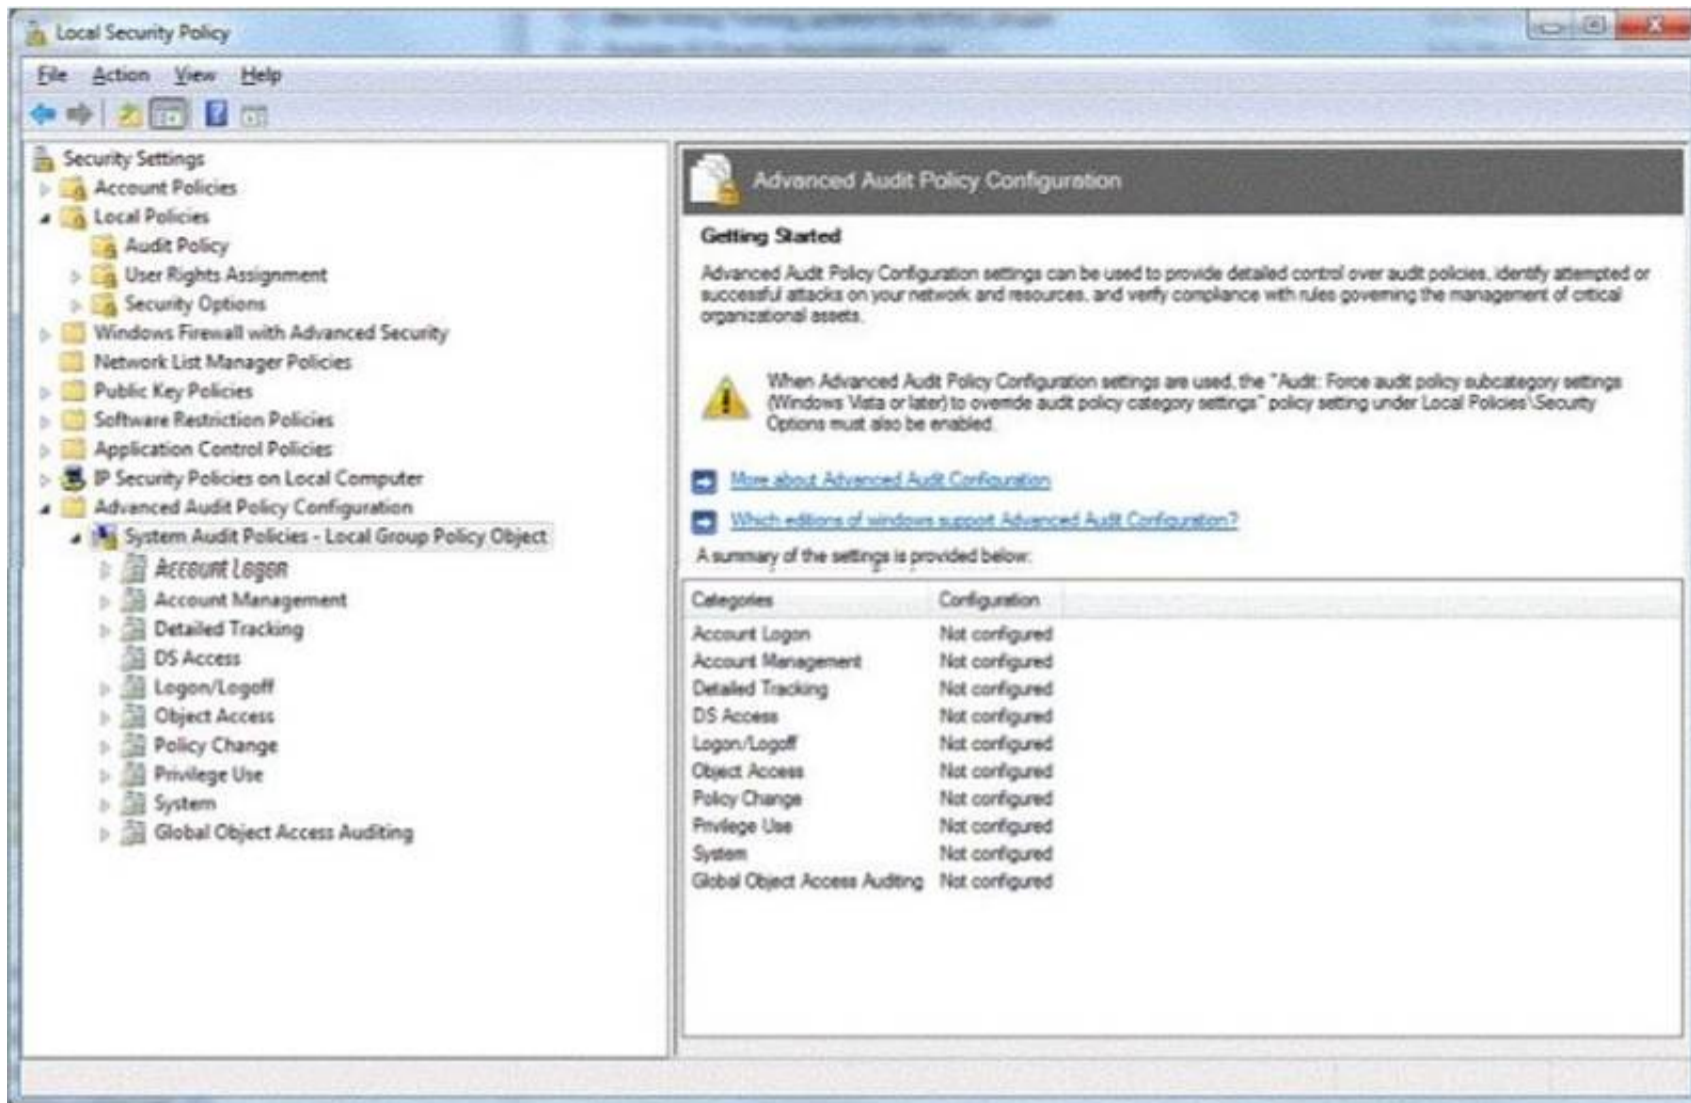 Local Security Policy
File Action View Help
Security Settings
Account Policies
Local Policies
Audit Policy
User Rights Assignment
Security Options
Windows Firewall with Advanced Security
Network List Manager Policies
Public Key Policies
Software Restriction Policies
Application Control Policies
IP Security Policies on Local Computer
Advanced Audit Policy Configuration
System Audit Policies - Local Group Policy Object
Account Logon
Account Management
Detailed Tracking
DS Access
Logon/Logoff
Object Access
Policy Change
Privilege Use
System
Global Object Access Auditing
Advanced Audit Policy Configuration
Getting Started
Advanced Audit Policy Configuration settings can be used to provide detailed control over audit policies, identify attempted or
successful attacks on your network and resources, and verify compliance with rules governing the management of critical
organizational assets.
When Advanced Audit Policy Configuration settings are used, the "Audit: Force audit policy subcategory settings
(Windows Vista or later) to override audit policy category settings" policy setting under Local Policies\Security
Options must also be enabled.
More about Advanced Audit Configuration
Which editions of windows support Advanced Audit Configuration?
A summary of the settings is provided below:
Categories Configuration
Account Logon Not configured
Account Management Not configured
Detailed Tracking Not configured
DS Access Not configured
Logon/Logoff Not configured
Object Access Not configured
Policy Change Not configured
Privilege Use Not configured
System Not configured
Global Object Access Auditing Not configured